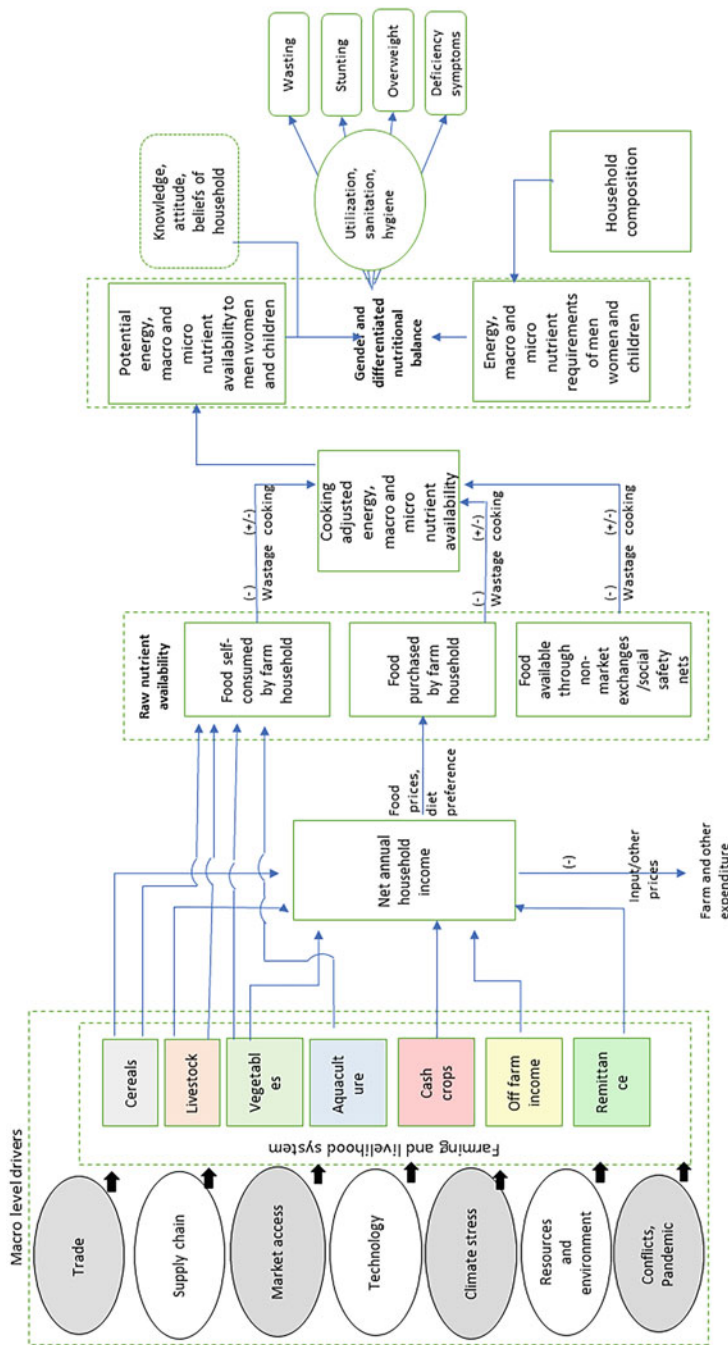 Macro level drivers
Trade
Supply chain
Market access
Technology
Climate stress
Resources
and
environment
Conflicts,
Pandemic
Farming and livelihood system
Cereals
Livestock
Vegetabl
es
Aquacult
ure
Cash
crops
Off farm
income
Remittan
ce
Net annual
household
income
Food
prices,
diet
preference
(-)
Input/other
prices
Farm and other
expenditure
Raw nutrient
availability
Food self-
consumed
by farm
household
Food
purchased
by farm
household
Food
available
through
non-
market
exchanges
/social
safety
nets
(-) (+/-)
Wastage cooking
(-) (+/-)
Wastage cooking
(-) (+/-)
Wastage cooking
Cooking
adjusted
energy,
macro and
micro
nutrient
availability
Potential
energy,
macro and
micro
nutrient
availability to
men women
and children
Gender and
differentiated
nutritional
balance
Energy,
macro and
micro
nutrient
requirements
of men
women and
children
Knowledge,
attitude,
beliefs of
household
Utilization,
sanitation,
hygiene
Household
composition
Wasting
Stunting
Overweight
Deficiency
symptoms